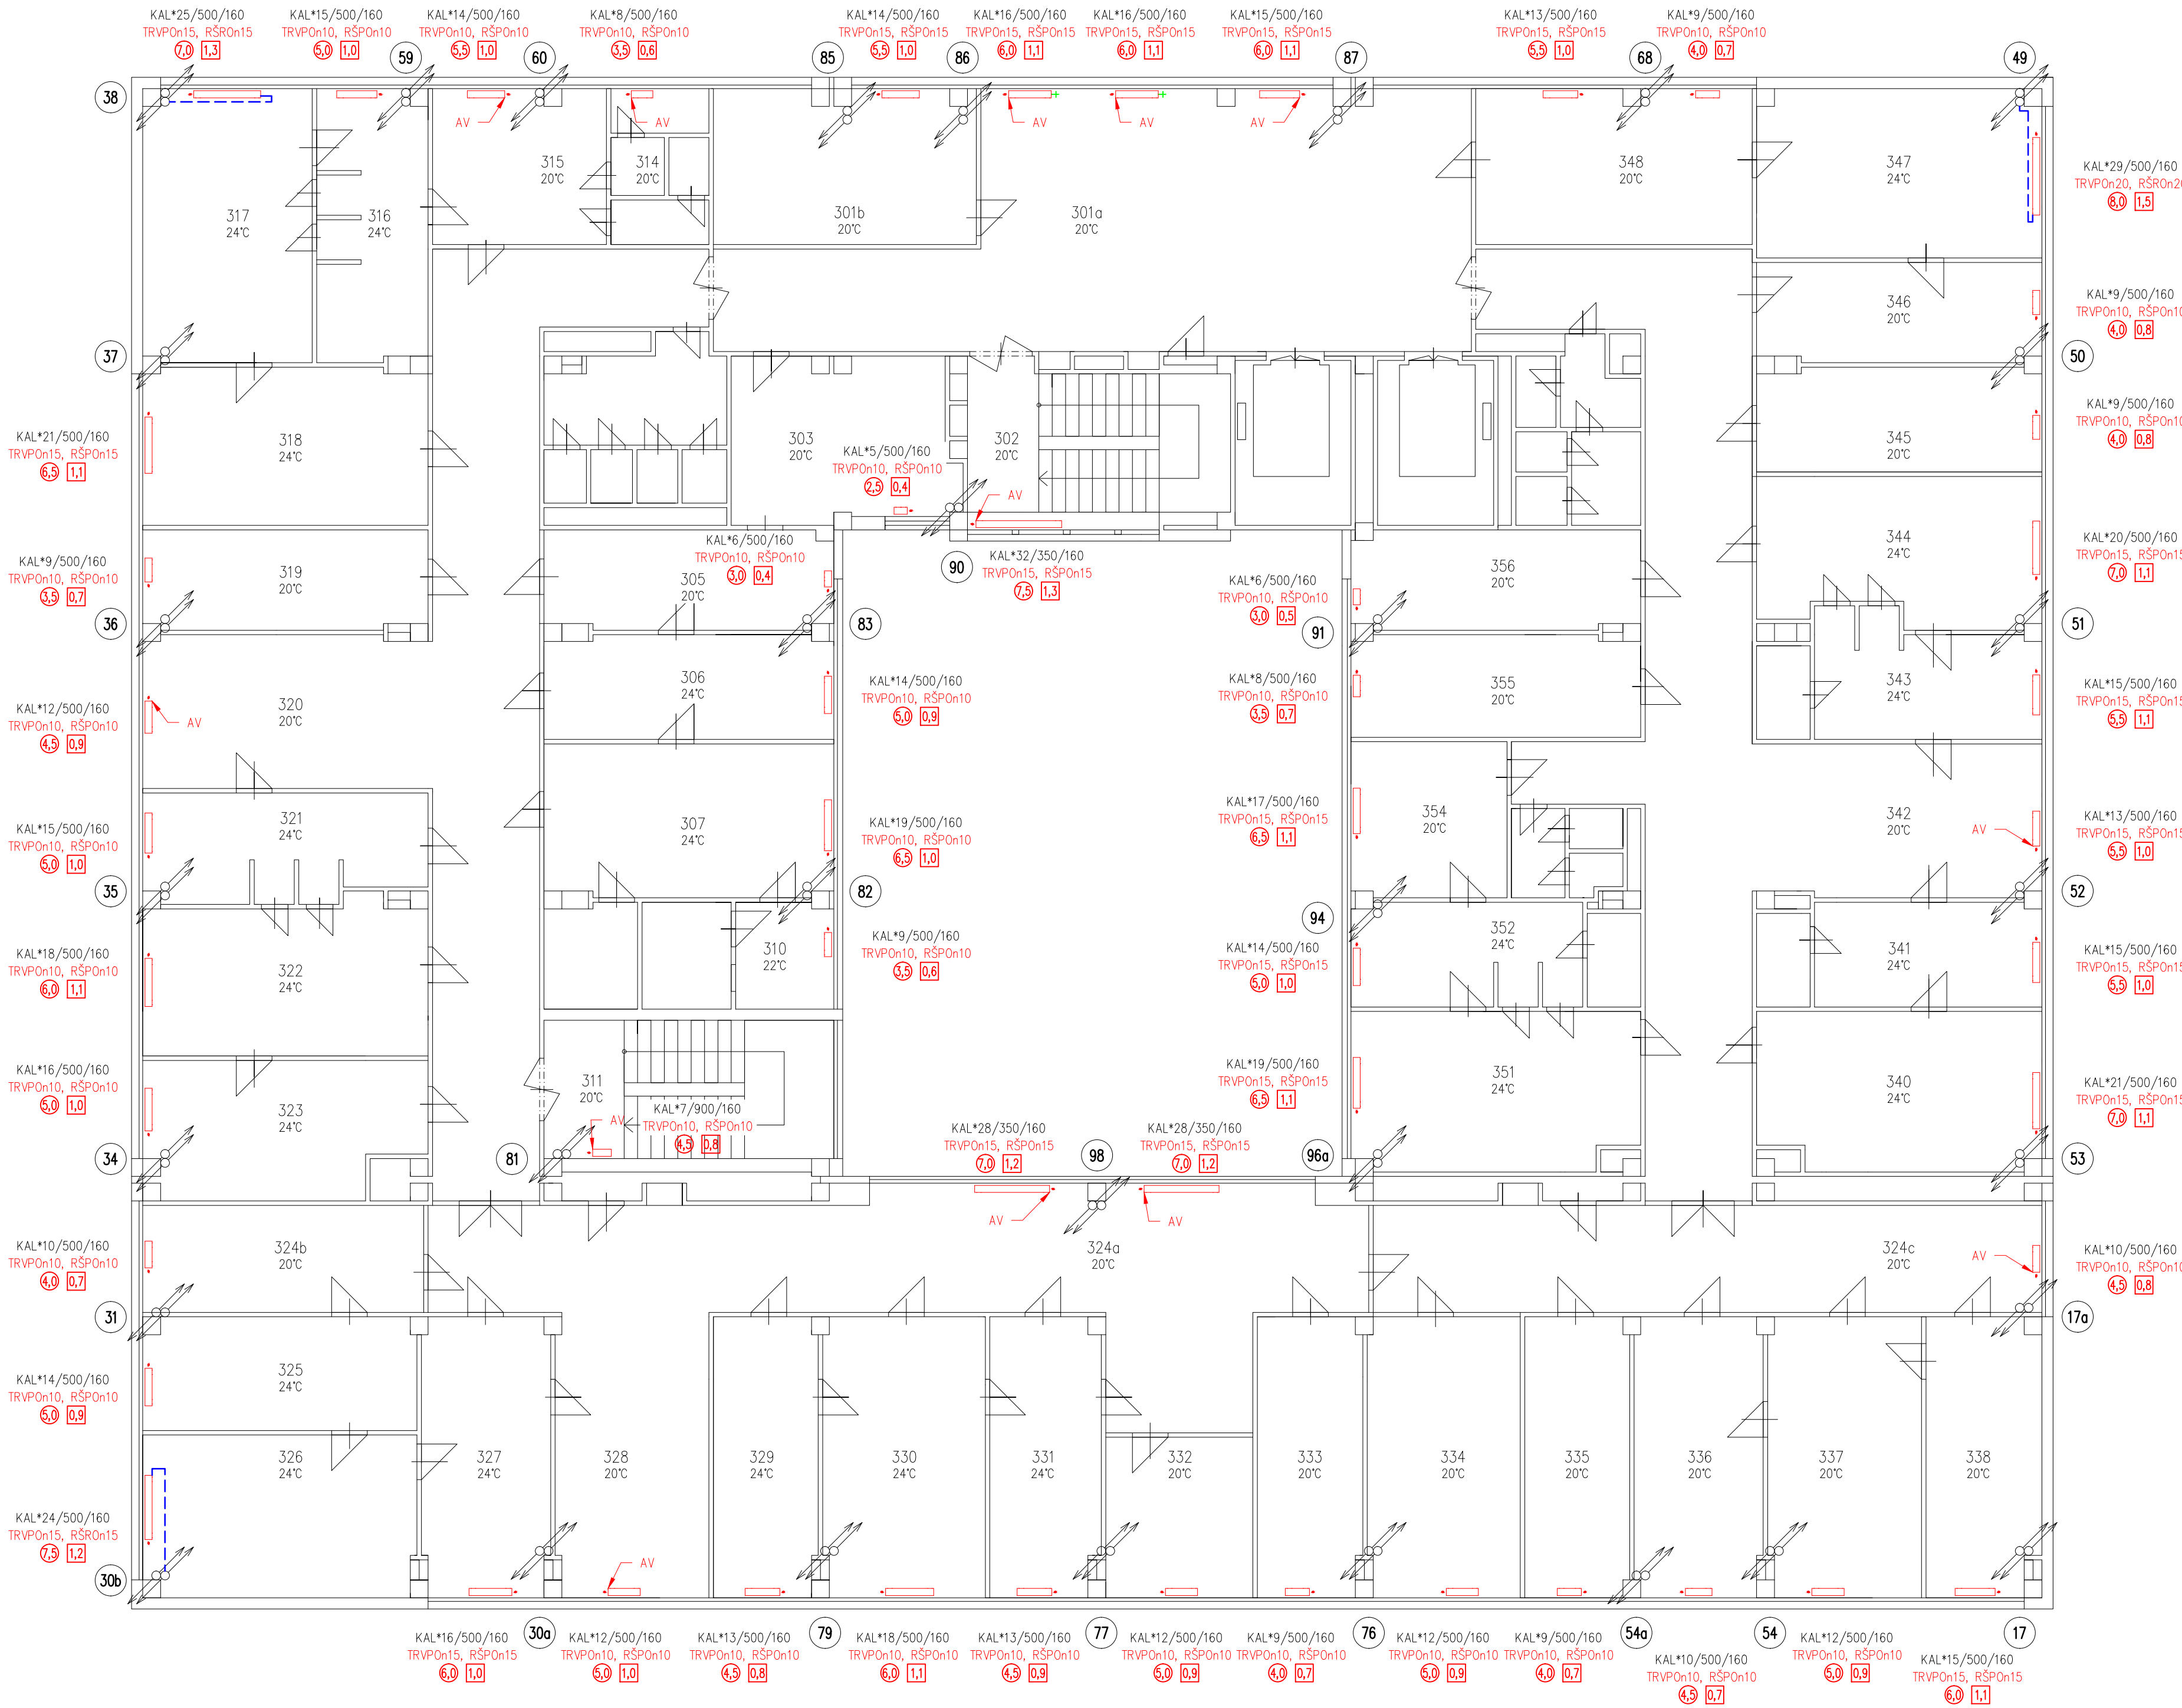 KAL*25/500/160
TRVPOn15, RŠROn15
7,0 1,3
KAL*15/500/160
TRVPOn10, RŠPOn10
5,0 1,0
KAL*14/500/160
TRVPOn10, RŠPOn10
5,5 1,0
KAL*8/500/160
TRVPOn10, RŠPOn10
3,5 0,6
KAL*14/500/160
TRVPOn15, RŠPOn15
5,5 1,0
KAL*16/500/160
TRVPOn15, RŠPOn15
6,0 1,1
KAL*16/500/160
TRVPOn15, RŠPOn15
6,0 1,1
KAL*15/500/160
TRVPOn15, RŠPOn15
6,0 1,1
KAL*13/500/160
TRVPOn15, RŠPOn15
5,5 1,0
KAL*9/500/160
TRVPOn10, RŠPOn10
4,0 0,7
59
60
85
86
87
68
49
38
AV
AV
AV
AV
AV
317
24°C
316
24°C
315
20°C
314
20°C
301b
20°C
301a
20°C
348
20°C
347
24°C
KAL*29/500/160
TRVPOn20, RŠROn20
8,0 1,5
346
20°C
KAL*9/500/160
TRVPOn10, RŠPOn10
4,0 0,8
37
50
KAL*21/500/160
TRVPOn15, RŠPOn15
6,5 1,1
318
24°C
303
20°C
KAL*5/500/160
TRVPOn10, RŠPOn10
2,5 0,4
302
20°C
AV
345
20°C
KAL*9/500/160
TRVPOn10, RŠPOn10
4,0 0,8
KAL*9/500/160
TRVPOn10, RŠPOn10
3,5 0,7
319
20°C
KAL*6/500/160
TRVPOn10, RŠPOn10
3,0 0,4
305
20°C
90
KAL*32/350/160
TRVPOn15, RŠPOn15
7,5 1,3
KAL*6/500/160
TRVPOn10, RŠPOn10
3,0 0,5
356
20°C
344
24°C
KAL*20/500/160
TRVPOn15, RŠPOn15
7,0 1,1
36
83
91
51
KAL*12/500/160
TRVPOn10, RŠPOn10
4,5 0,9
AV
320
20°C
306
24°C
KAL*14/500/160
TRVPOn10, RŠPOn10
5,0 0,9
KAL*8/500/160
TRVPOn10, RŠPOn10
3,5 0,7
355
20°C
343
24°C
KAL*15/500/160
TRVPOn15, RŠPOn15
5,5 1,1
KAL*15/500/160
TRVPOn10, RŠPOn10
5,0 1,0
321
24°C
307
24°C
KAL*19/500/160
TRVPOn10, RŠPOn10
6,5 1,0
KAL*17/500/160
TRVPOn15, RŠPOn15
6,5 1,1
354
20°C
342
20°C
AV
KAL*13/500/160
TRVPOn15, RŠPOn15
5,5 1,0
35
82
94
52
KAL*18/500/160
TRVPOn10, RŠPOn10
6,0 1,1
322
24°C
310
22°C
KAL*9/500/160
TRVPOn10, RŠPOn10
3,5 0,6
KAL*14/500/160
TRVPOn15, RŠPOn15
5,0 1,0
352
24°C
341
24°C
KAL*15/500/160
TRVPOn15, RŠPOn15
5,5 1,0
KAL*16/500/160
TRVPOn10, RŠPOn10
5,0 1,0
323
24°C
311
20°C
AV
KAL*7/900/160
TRVPOn10, RŠPOn10
4,5 0,8
KAL*19/500/160
TRVPOn15, RŠPOn15
6,5 1,1
351
24°C
340
24°C
KAL*21/500/160
TRVPOn15, RŠPOn15
7,0 1,1
34
81
KAL*28/350/160
TRVPOn15, RŠPOn15
7,0 1,2
98
KAL*28/350/160
TRVPOn15, RŠPOn15
7,0 1,2
96a
53
AV
AV
KAL*10/500/160
TRVPOn10, RŠPOn10
4,0 0,7
324b
20°C
324a
20°C
324c
20°C
AV
KAL*10/500/160
TRVPOn10, RŠPOn10
4,5 0,8
31
17a
KAL*14/500/160
TRVPOn10, RŠPOn10
5,0 0,9
325
24°C
326
24°C
327
24°C
328
20°C
329
24°C
330
24°C
331
24°C
332
20°C
333
20°C
334
20°C
335
20°C
336
20°C
337
20°C
338
20°C
KAL*24/500/160
TRVPOn15, RŠROn15
7,5 1,2
AV
30b
30a
79
77
76
54a
54
17
KAL*16/500/160
TRVPOn15, RŠPOn15
6,0 1,0
KAL*12/500/160
TRVPOn10, RŠPOn10
5,0 1,0
KAL*13/500/160
TRVPOn10, RŠPOn10
4,5 0,8
KAL*18/500/160
TRVPOn10, RŠPOn10
6,0 1,1
KAL*13/500/160
TRVPOn10, RŠPOn10
4,5 0,9
KAL*12/500/160
TRVPOn10, RŠPOn10
5,0 0,9
KAL*9/500/160
TRVPOn10, RŠPOn10
4,0 0,7
KAL*12/500/160
TRVPOn10, RŠPOn10
5,0 0,9
KAL*9/500/160
TRVPOn10, RŠPOn10
4,0 0,7
KAL*10/500/160
TRVPOn10, RŠPOn10
4,5 0,7
KAL*12/500/160
TRVPOn10, RŠPOn10
5,0 0,9
KAL*15/500/160
TRVPOn15, RŠPOn15
6,0 1,1